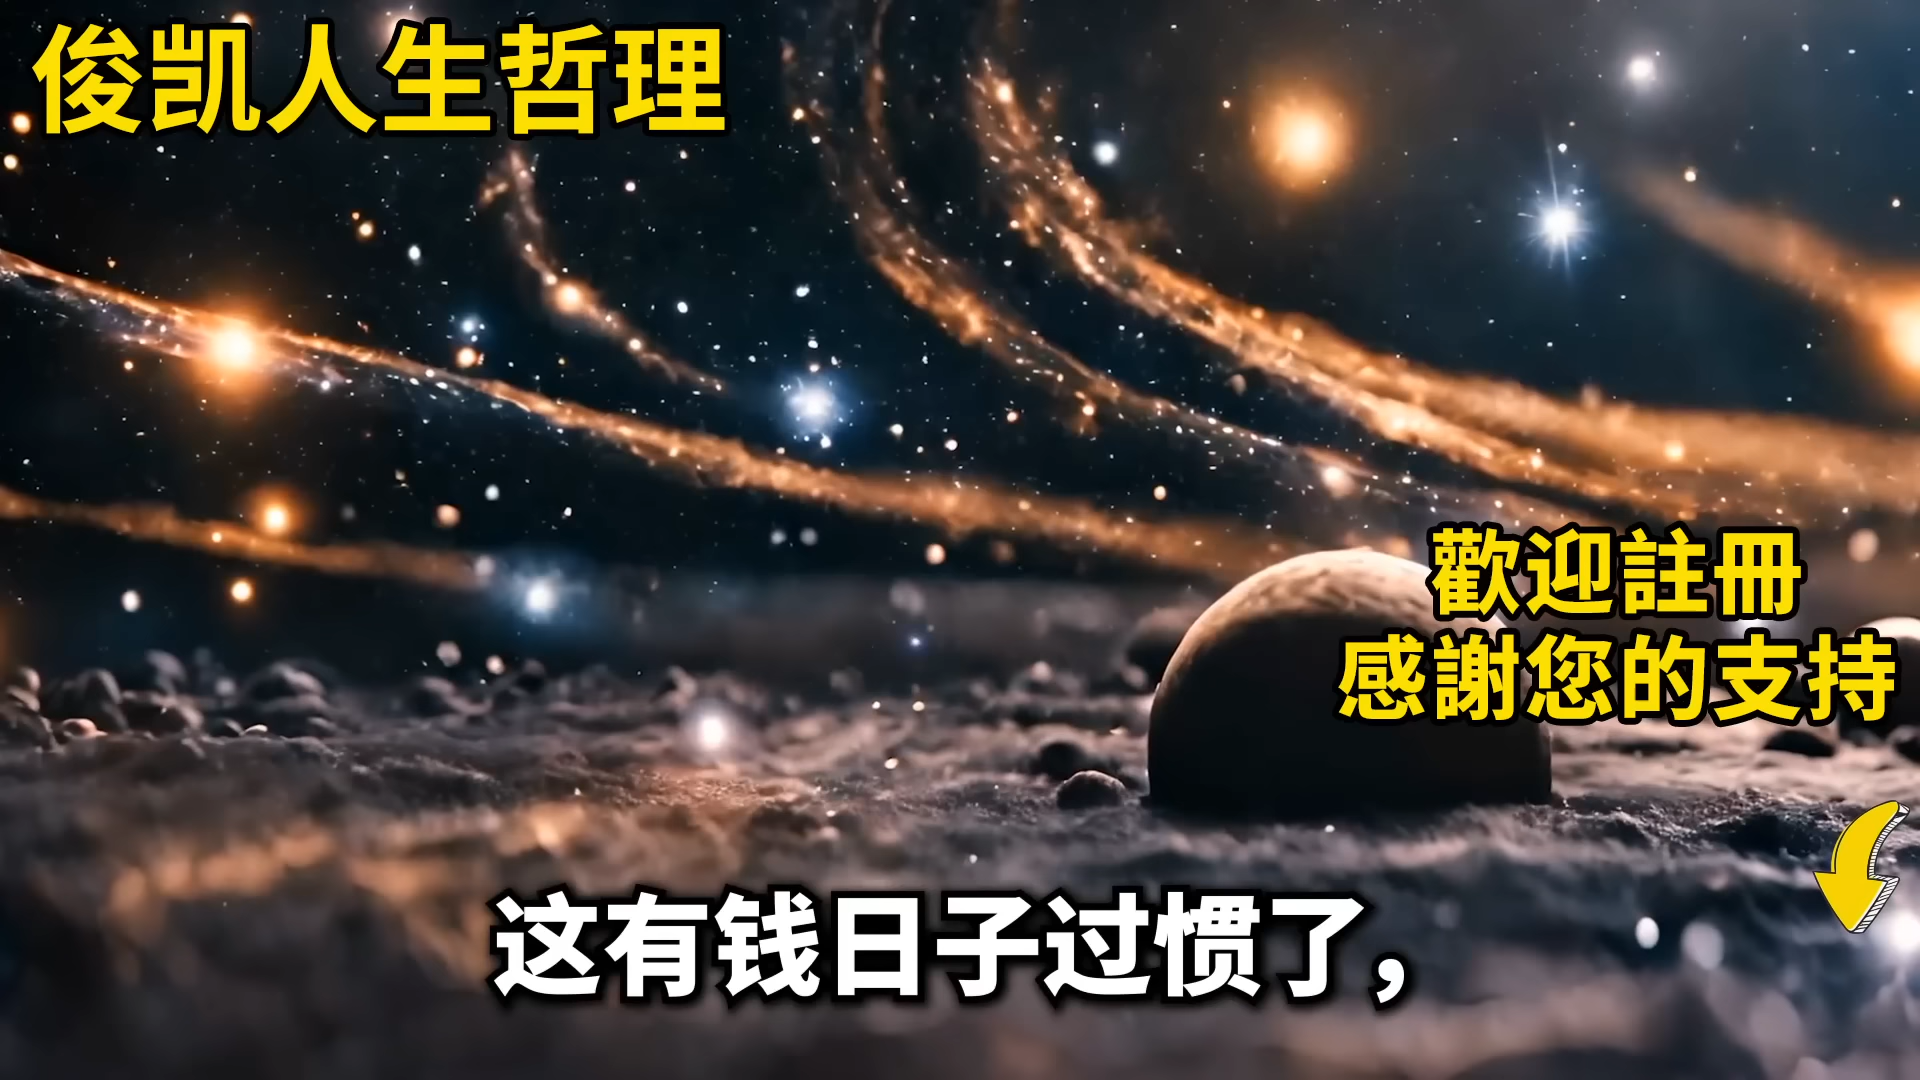 俊凯人生哲理
歡迎註冊
感謝您的支持
这有钱日子过惯了，